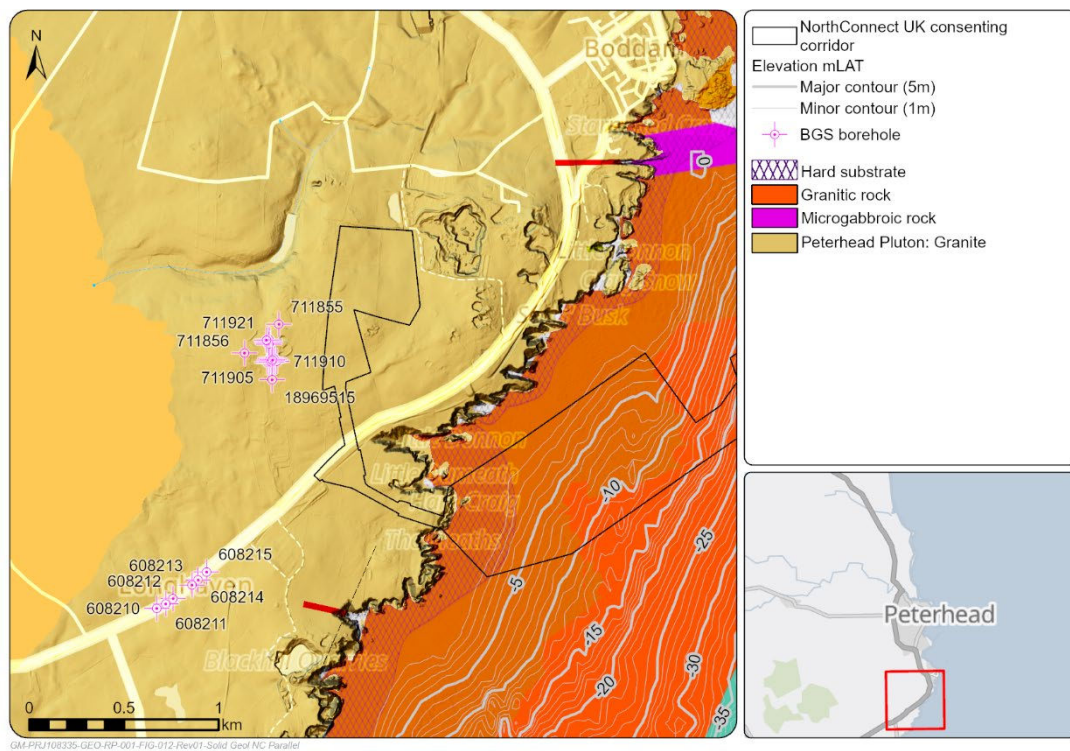 N
Boddam
711921
711855
711856
711910
711905
18969515
Busk
Craig
608213
608215
608212
Longhaven
608214
608210
608211
0
-5
-10
-15
-20
-25
-30
-35
0 0.5 1
km
GM-PRJ108335-GEO-RP-001-FIG-012-Rev01-Solid Geol NC Parallel
NorthConnect UK consenting
corridor
Elevation mLAT
Major contour (5m)
Minor contour (1m)
BGS borehole
Hard substrate
Granitic rock
Microgabbroic rock
Peterhead Pluton: Granite
Peterhead